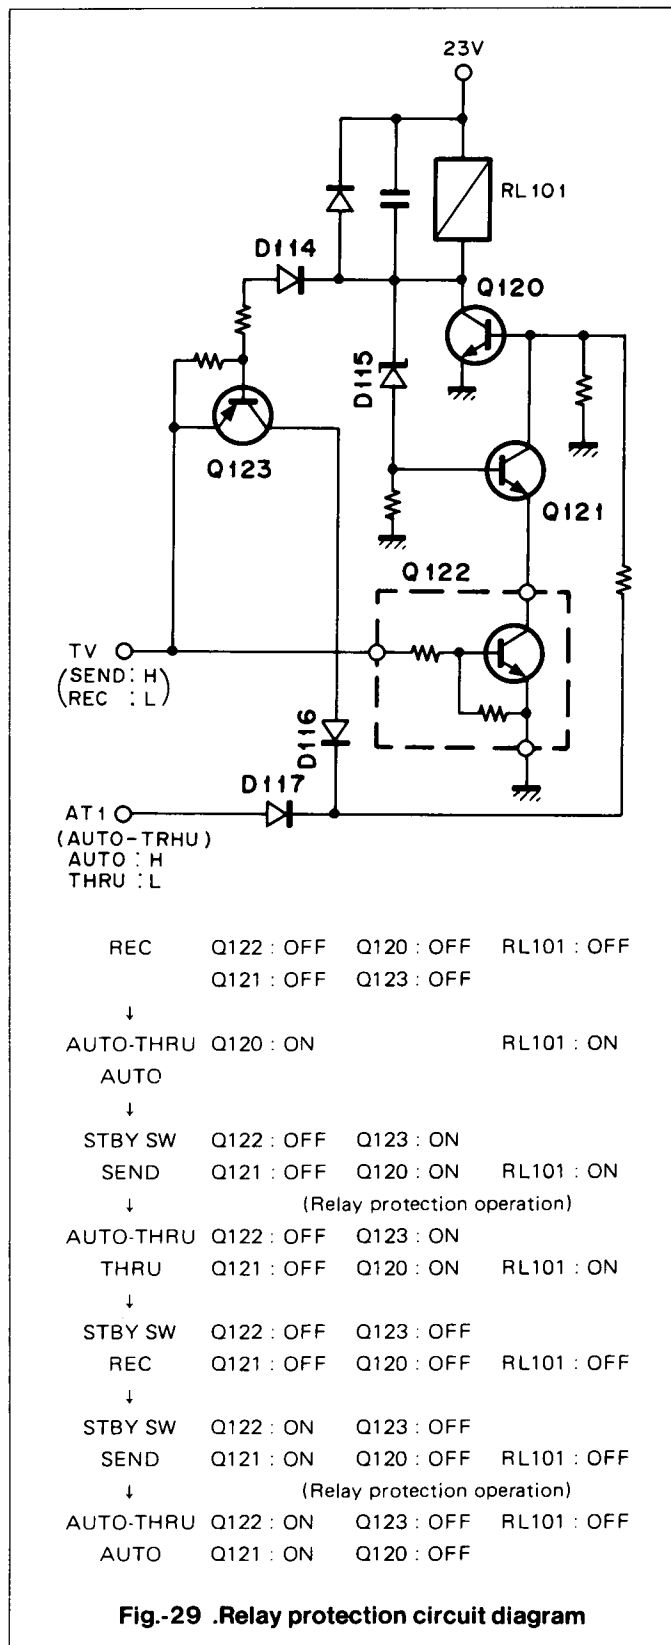 23V
RL101
D114
Q120
D115
Q123
Q121
Q122
TV
(SEND : H)
(REC : L)
D116
D117
AT1
(AUTO-TRHU)
AUTO : H
THRU : L
REC Q122 : OFF Q120 : OFF RL101 : OFF
Q121 : OFF Q123 : OFF
↓
AUTO-THRU Q120 : ON RL101 : ON
AUTO
↓
STBY SW Q122 : OFF Q123 : ON
SEND Q121 : OFF Q120 : ON RL101 : ON
↓ (Relay protection operation)
AUTO-THRU Q122 : OFF Q123 : ON
THRU Q121 : OFF Q120 : ON RL101 : ON
↓
STBY SW Q122 : OFF Q123 : OFF
REC Q121 : OFF Q120 : OFF RL101 : OFF
↓
STBY SW Q122 : ON Q123 : OFF
SEND Q121 : ON Q120 : OFF RL101 : OFF
↓ (Relay protection operation)
AUTO-THRU Q122 : ON Q123 : OFF RL101 : OFF
AUTO Q121 : ON Q120 : OFF
Fig.-29 .Relay protection circuit diagram